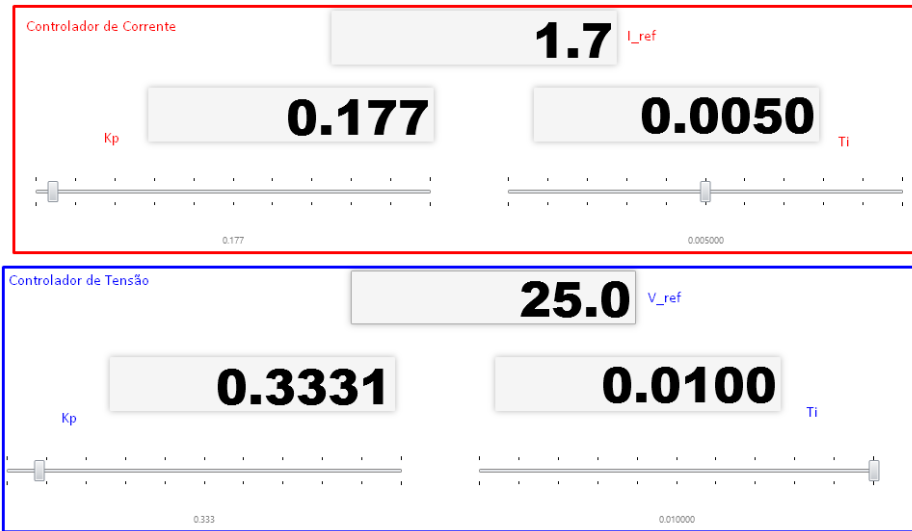 Controlador de Corrente
1.7 I_ref
Kp 0.177
0.0050 Ti
0.177
0.005000
Controlador de Tensão
25.0 V_ref
Kp 0.3331
0.0100 Ti
0.333
0.010000